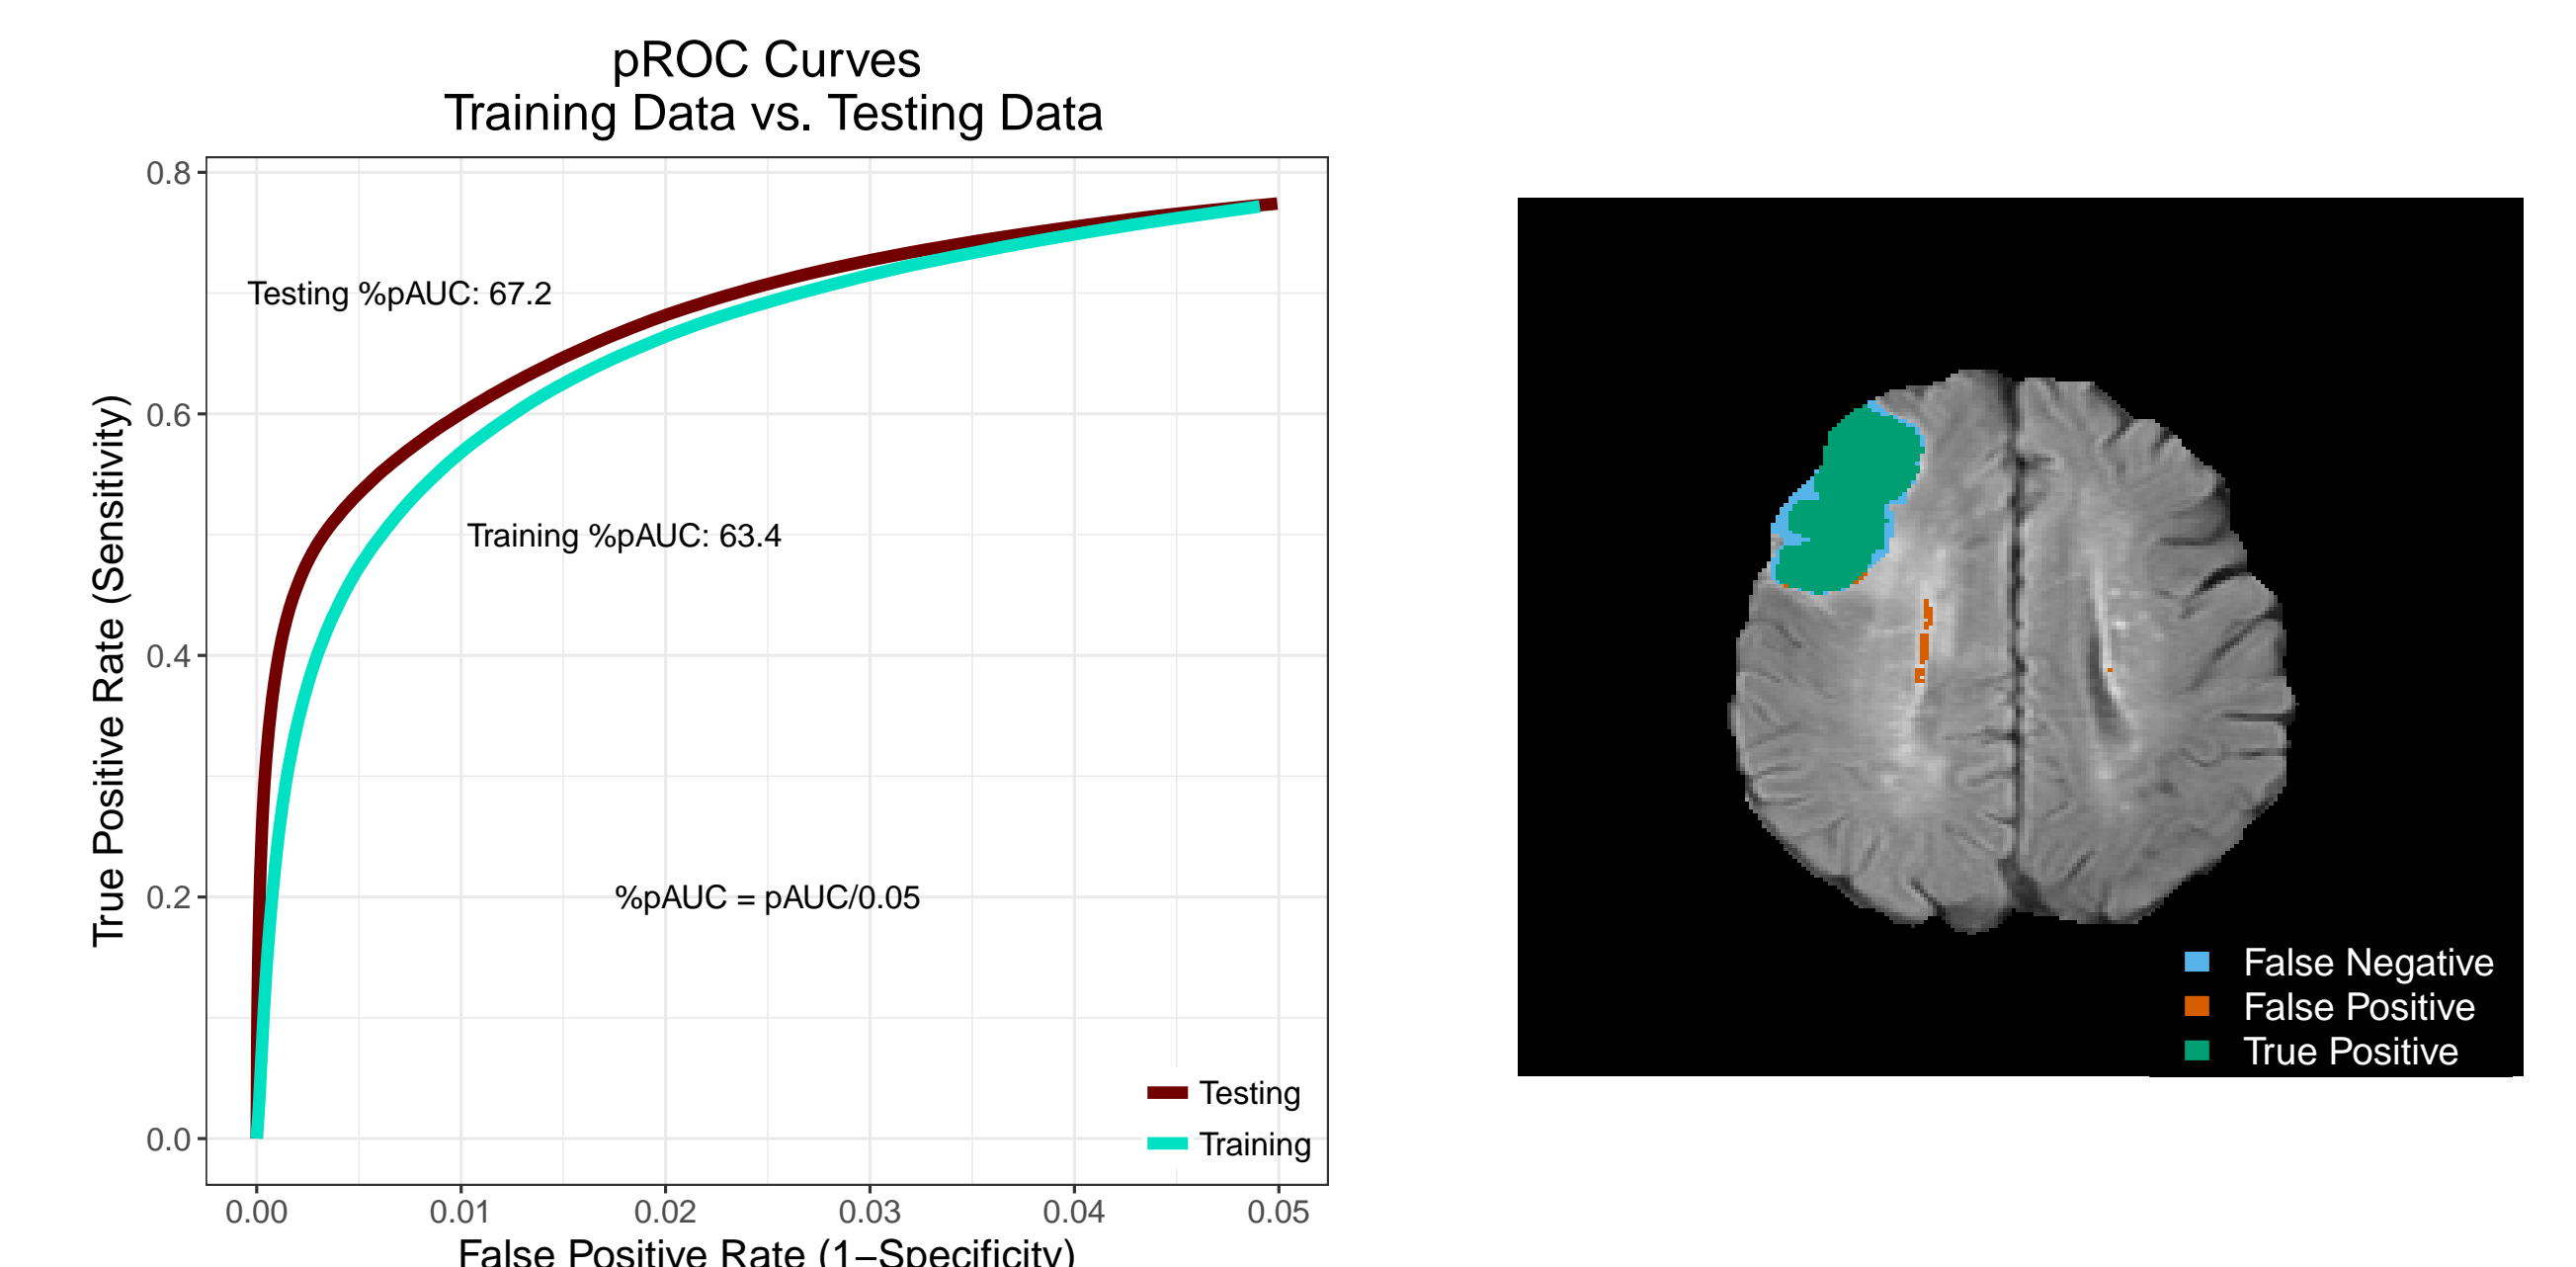 pROC Curves
Training Data vs. Testing Data
True Positive Rate (Sensitivity)
0.8
0.6
0.4
0.2
0.0
Testing %pAUC: 67.2
Training %pAUC: 63.4
%pAUC = pAUC/0.05
Testing
Training
0.00 0.01 0.02 0.03 0.04 0.05
False Positive Rate (1−Specificity)
False Negative
False Positive
True Positive